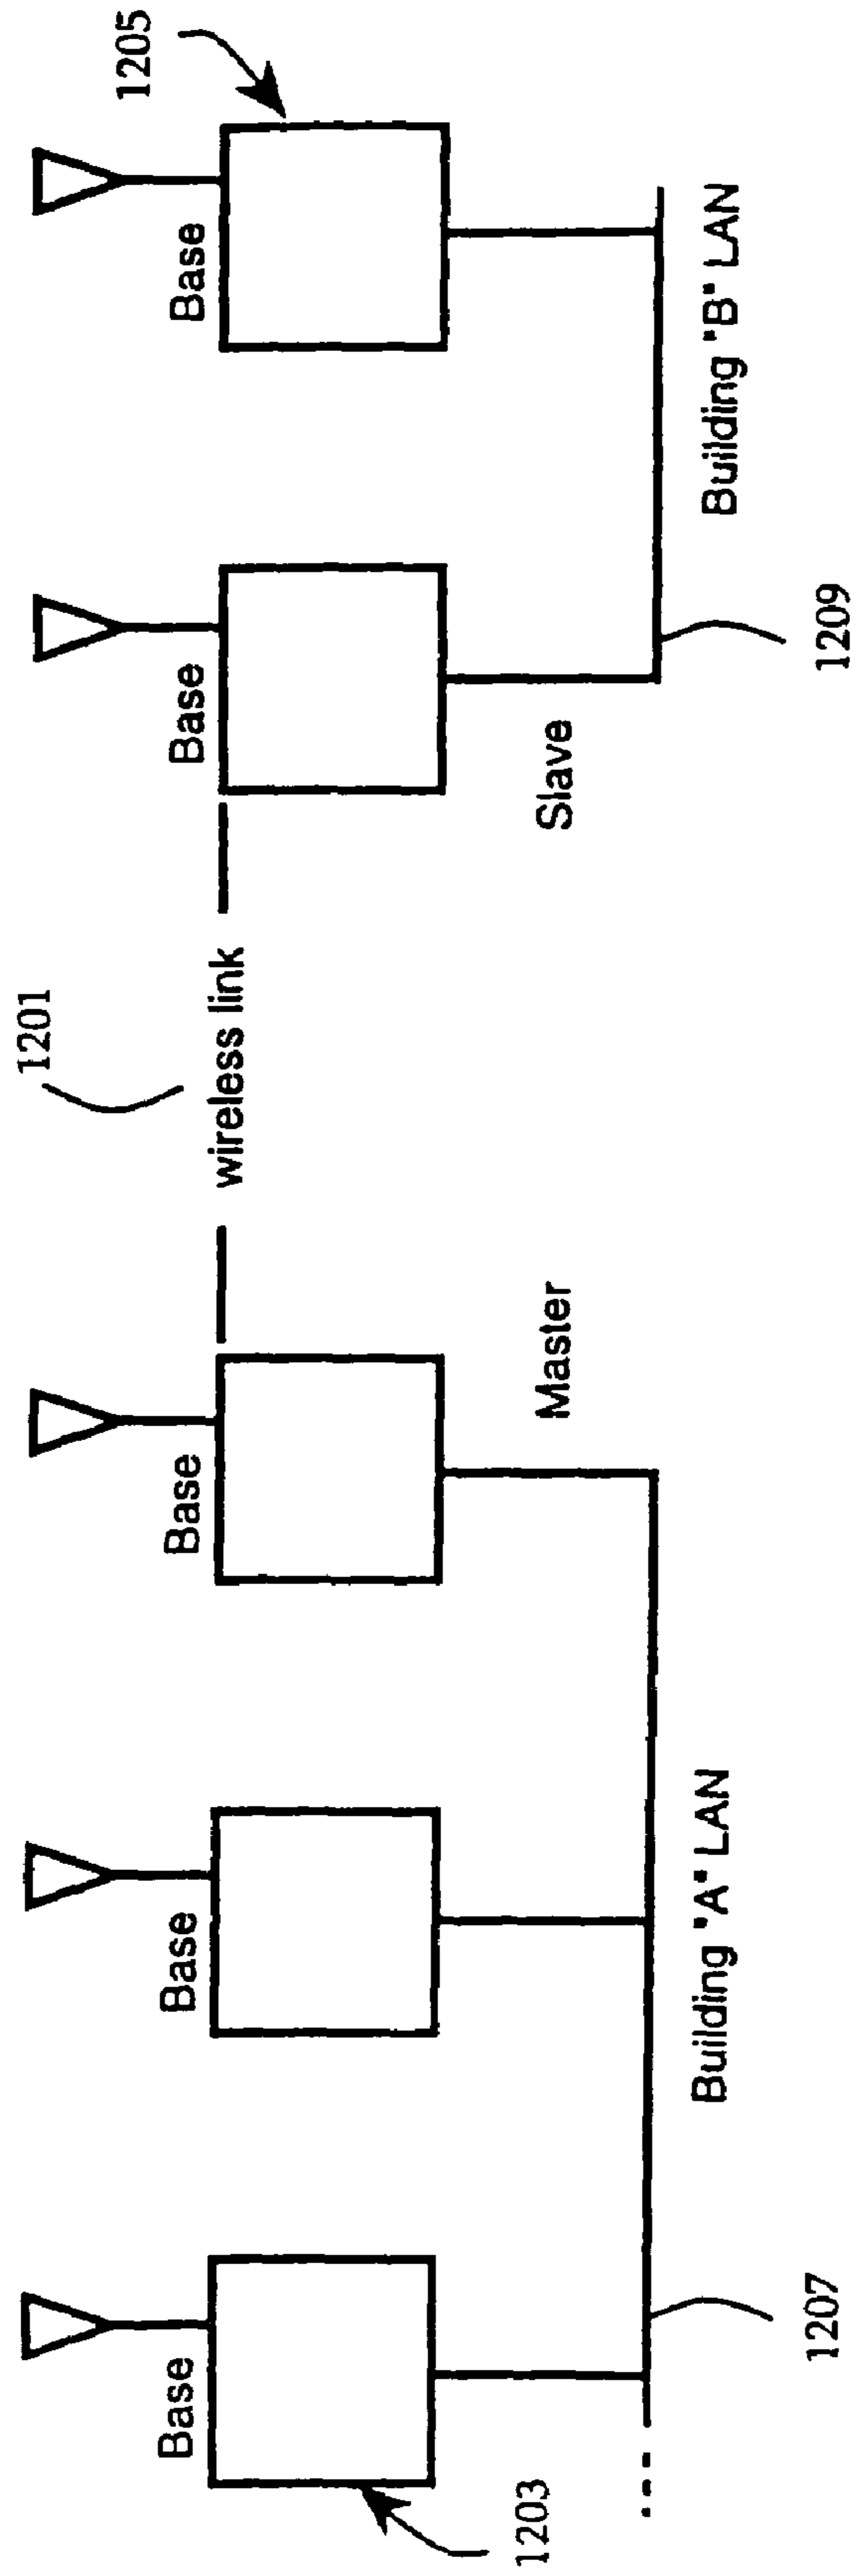 1201
1205
Base
Base
Base
Base
Base
wireless link
1203
Master
Slave
Building "A" LAN
Building "B" LAN
1207
1209